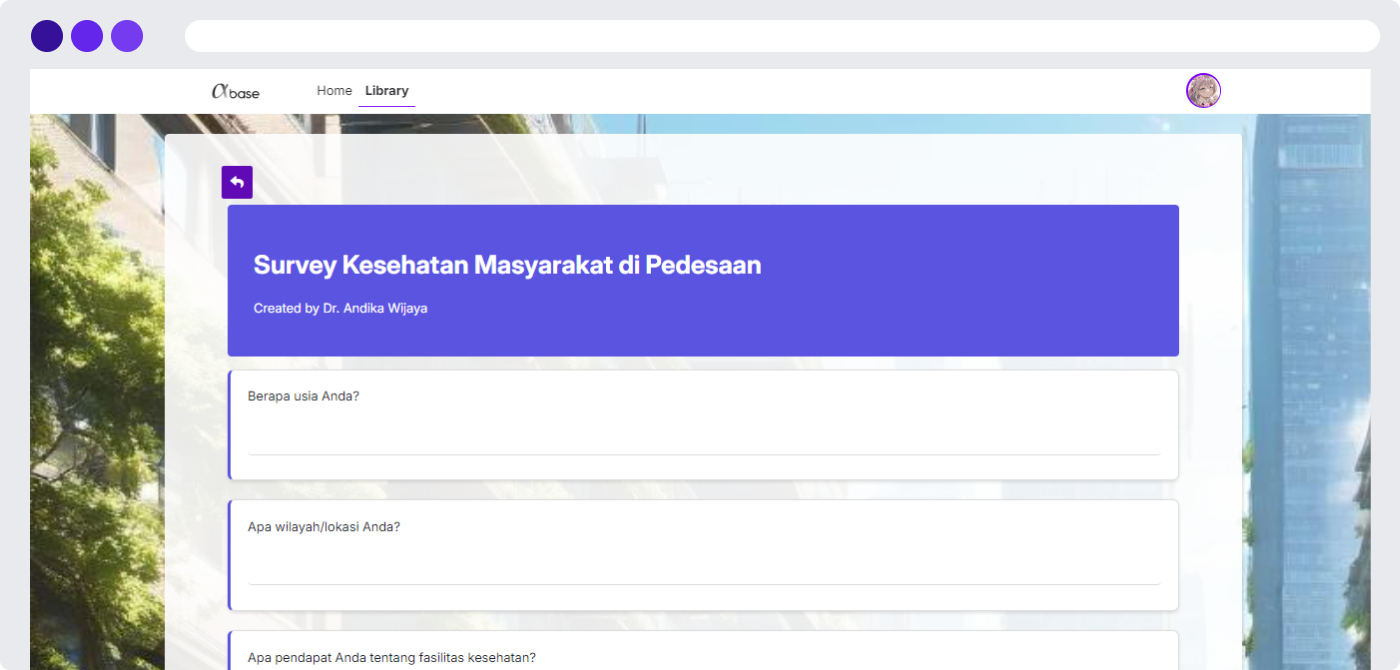 αbase
Home Library
Survey Kesehatan Masyarakat di Pedesaan
Created by Dr. Andika Wijaya
Berapa usia Anda?
Apa wilayah/lokasi Anda?
Apa pendapat Anda tentang fasilitas kesehatan?